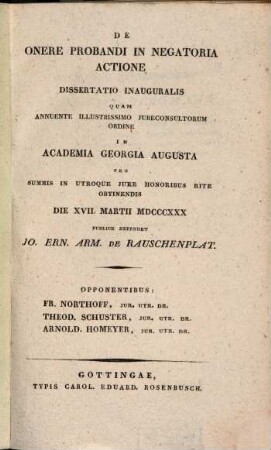 DE
ONERE PROBANDI IN NEGATORIA
ACTIONE
DISSERTATIO INAUGURALIS
QUAM
ANNUENTE ILLUSTRISSIMO JURECONSULTORUM
ORDINE
IN
ACADEMIA GEORGIA AUGUSTA
PRO
SUMMIS IN UTROQUE JURE HONORIBUS RITE
OBTINENDIS
DIE XVII. MARTII MDCCCXXX
PUBLICE DEFENDET
JO. ERN. ARM. DE RAUSCHENPLAT.
OPPONENTIBUS:
FR. NORTHOFF, JUR. UTR. DR.
THEOD. SCHUSTER, JUR. UTR. DR.
ARNOLD. HOMEYER, JUR. UTR. DR.
GOTTINGAE,
TYPIS CAROL. EDUARD. ROSENBUSCH.